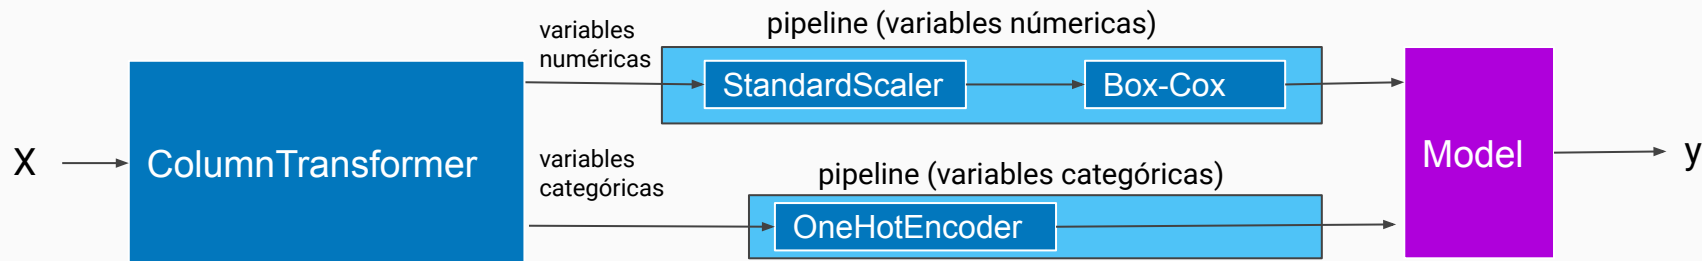 X
ColumnTransformer
variables
numéricas
pipeline (variables númericas)
StandardScaler
Box-Cox
variables
categóricas
pipeline (variables categóricas)
OneHotEncoder
Model
y